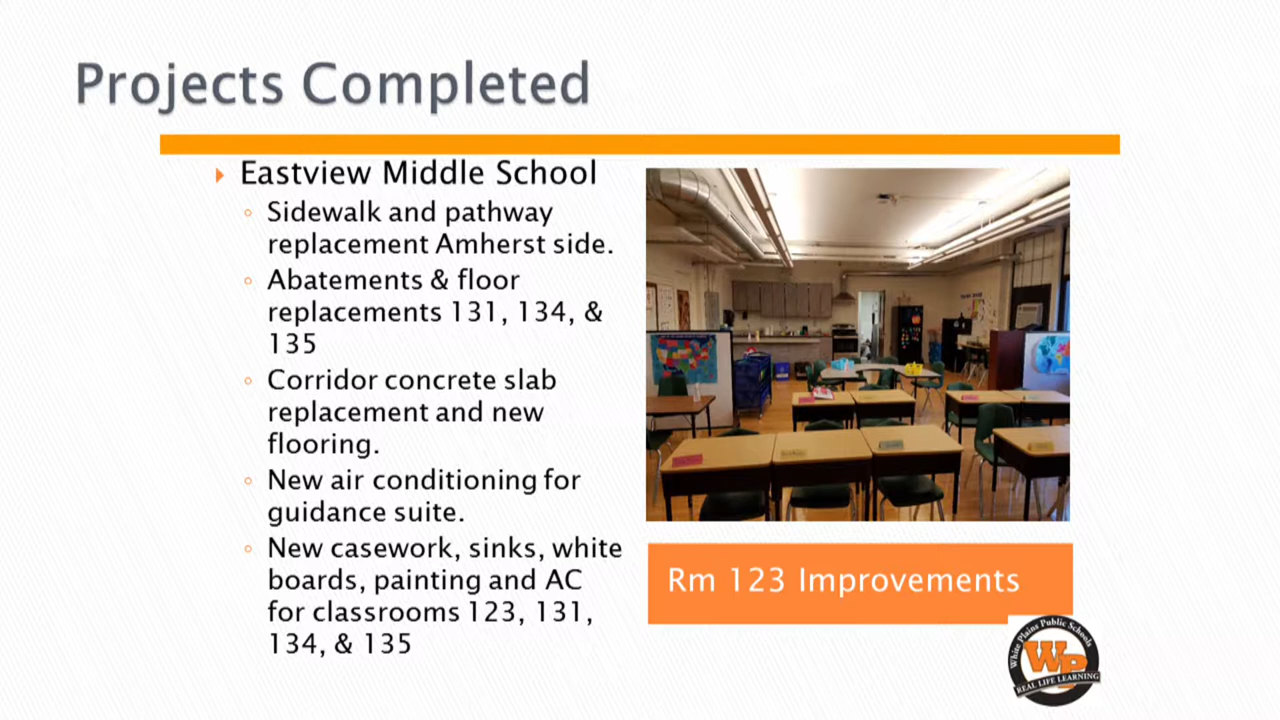 Projects Completed
Eastview Middle School
Sidewalk and pathway
replacement Amherst side.
Abatements & floor
replacements 131, 134, &
135
Corridor concrete slab
replacement and new
flooring.
New air conditioning for
guidance suite.
New casework, sinks, white
boards, painting and AC
for classrooms 123, 131,
134, & 135
Rm 123 Improvements
White Plains Public Schools
WP
REAL LIFE LEARNING